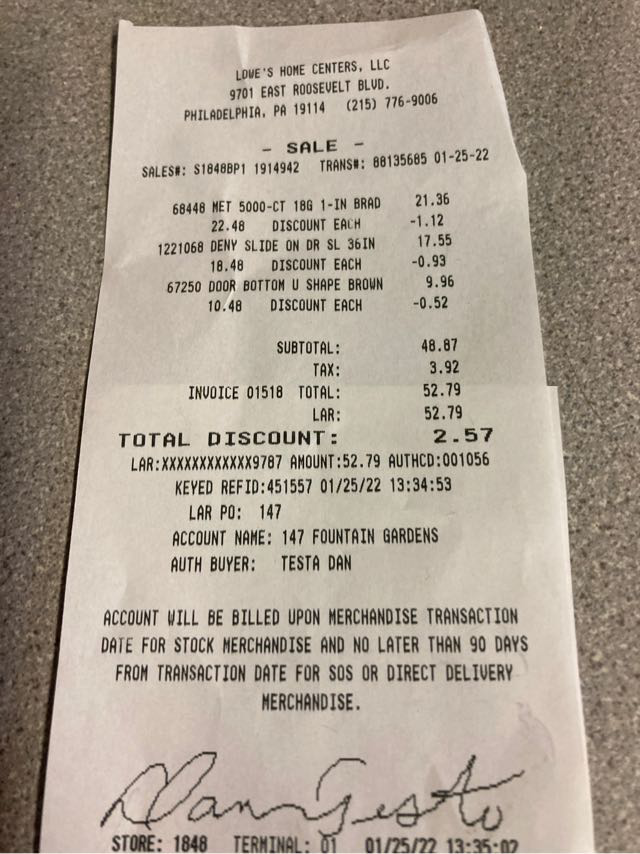 LOWE'S HOME CENTERS, LLC
9701 EAST ROOSEVELT BLVD.
PHILADELPHIA, PA 19114 (215) 776-9006
- SALE -
SALES#: S1848BP1 1914942 TRANS#: 88135685 01-25-22
68448 MET 5000-CT 18G 1-IN BRAD 21.36
22.48 DISCOUNT EACH -1.12
1221068 DENY SLIDE ON DR SL 36IN 17.55
18.48 DISCOUNT EACH -0.93
67250 DOOR BOTTOM U SHAPE BROWN 9.96
10.48 DISCOUNT EACH -0.52
SUBTOTAL: 48.87
TAX: 3.92
INVOICE 01518 TOTAL: 52.79
LAR: 52.79
TOTAL DISCOUNT: 2.57
LAR:XXXXXXXXXXXX9787 AMOUNT:52.79 AUTHCD:001056
KEYED REFID:451557 01/25/22 13:34:53
LAR PO: 147
ACCOUNT NAME: 147 FOUNTAIN GARDENS
AUTH BUYER: TESTA DAN
ACCOUNT WILL BE BILLED UPON MERCHANDISE TRANSACTION
DATE FOR STOCK MERCHANDISE AND NO LATER THAN 90 DAYS
FROM TRANSACTION DATE FOR SOS OR DIRECT DELIVERY
MERCHANDISE.
Dan Testa
STORE: 1848 TERMINAL: 01 01/25/22 13:35:02